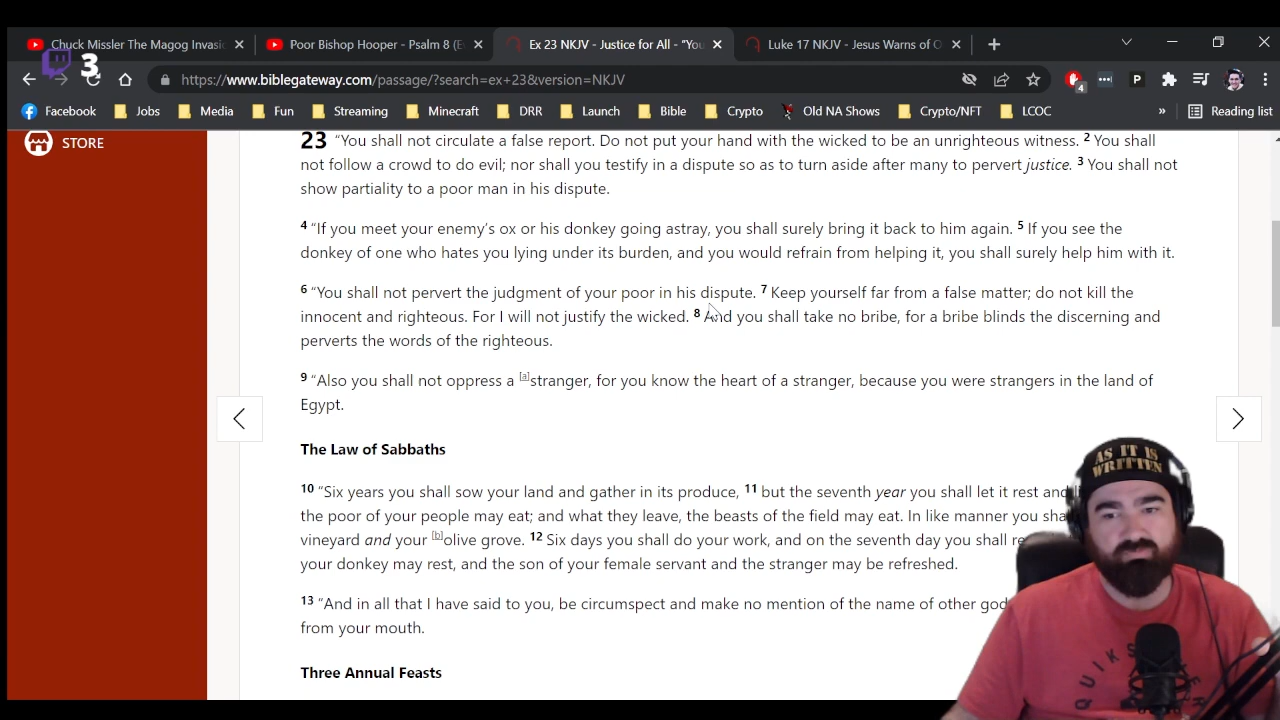 Chuck Missler The Magog Invasi
Poor Bishop Hooper - Psalm 8 (E
Ex 23 NKJV - Justice for All - “You
Luke 17 NKJV - Jesus Warns of O
3
https://www.biblegateway.com/passage/?search=ex+23&version=NKJV
4
P
Facebook
Jobs
Media
Fun
Streaming
Minecraft
DRR
Launch
Bible
Crypto
Old NA Shows
Crypto/NFT
LCOC
»
Reading list
STORE
23 “You shall not circulate a false report. Do not put your hand with the wicked to be an unrighteous witness. 2 You shall
not follow a crowd to do evil; nor shall you testify in a dispute so as to turn aside after many to pervert justice. 3 You shall not
show partiality to a poor man in his dispute.
4 “If you meet your enemy’s ox or his donkey going astray, you shall surely bring it back to him again. 5 If you see the
donkey of one who hates you lying under its burden, and you would refrain from helping it, you shall surely help him with it.
6 “You shall not pervert the judgment of your poor in his dispute. 7 Keep yourself far from a false matter; do not kill the
innocent and righteous. For I will not justify the wicked. 8 And you shall take no bribe, for a bribe blinds the discerning and
perverts the words of the righteous.
9 “Also you shall not oppress a [a]stranger, for you know the heart of a stranger, because you were strangers in the land of
Egypt.
The Law of Sabbaths
10 “Six years you shall sow your land and gather in its produce, 11 but the seventh year you shall let it rest and
the poor of your people may eat; and what they leave, the beasts of the field may eat. In like manner you
vineyard and your [b]olive grove. 12 Six days you shall do your work, and on the seventh day you shall
your donkey may rest, and the son of your female servant and the stranger may be refreshed.
13 “And in all that I have said to you, be circumspect and make no mention of the name of other
from your mouth.
Three Annual Feasts
AS IT IS
WRITTEN
QUIKS